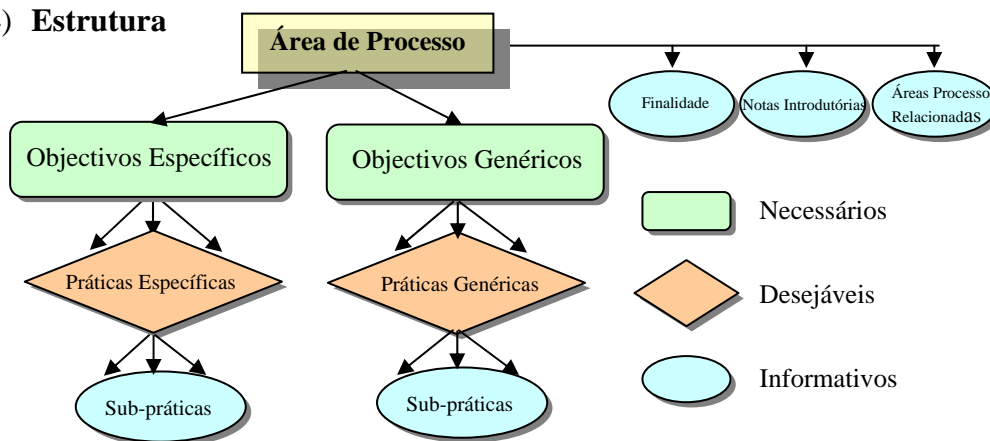 ) Estrutura
Área de Processo
Finalidade
Notas Introdutórias
Áreas Processo
Relacionadas
Objectivos Específicos
Objectivos Genéricos
Necessários
Práticas Específicas
Práticas Genéricas
Desejáveis
Sub-práticas
Sub-práticas
Informativos